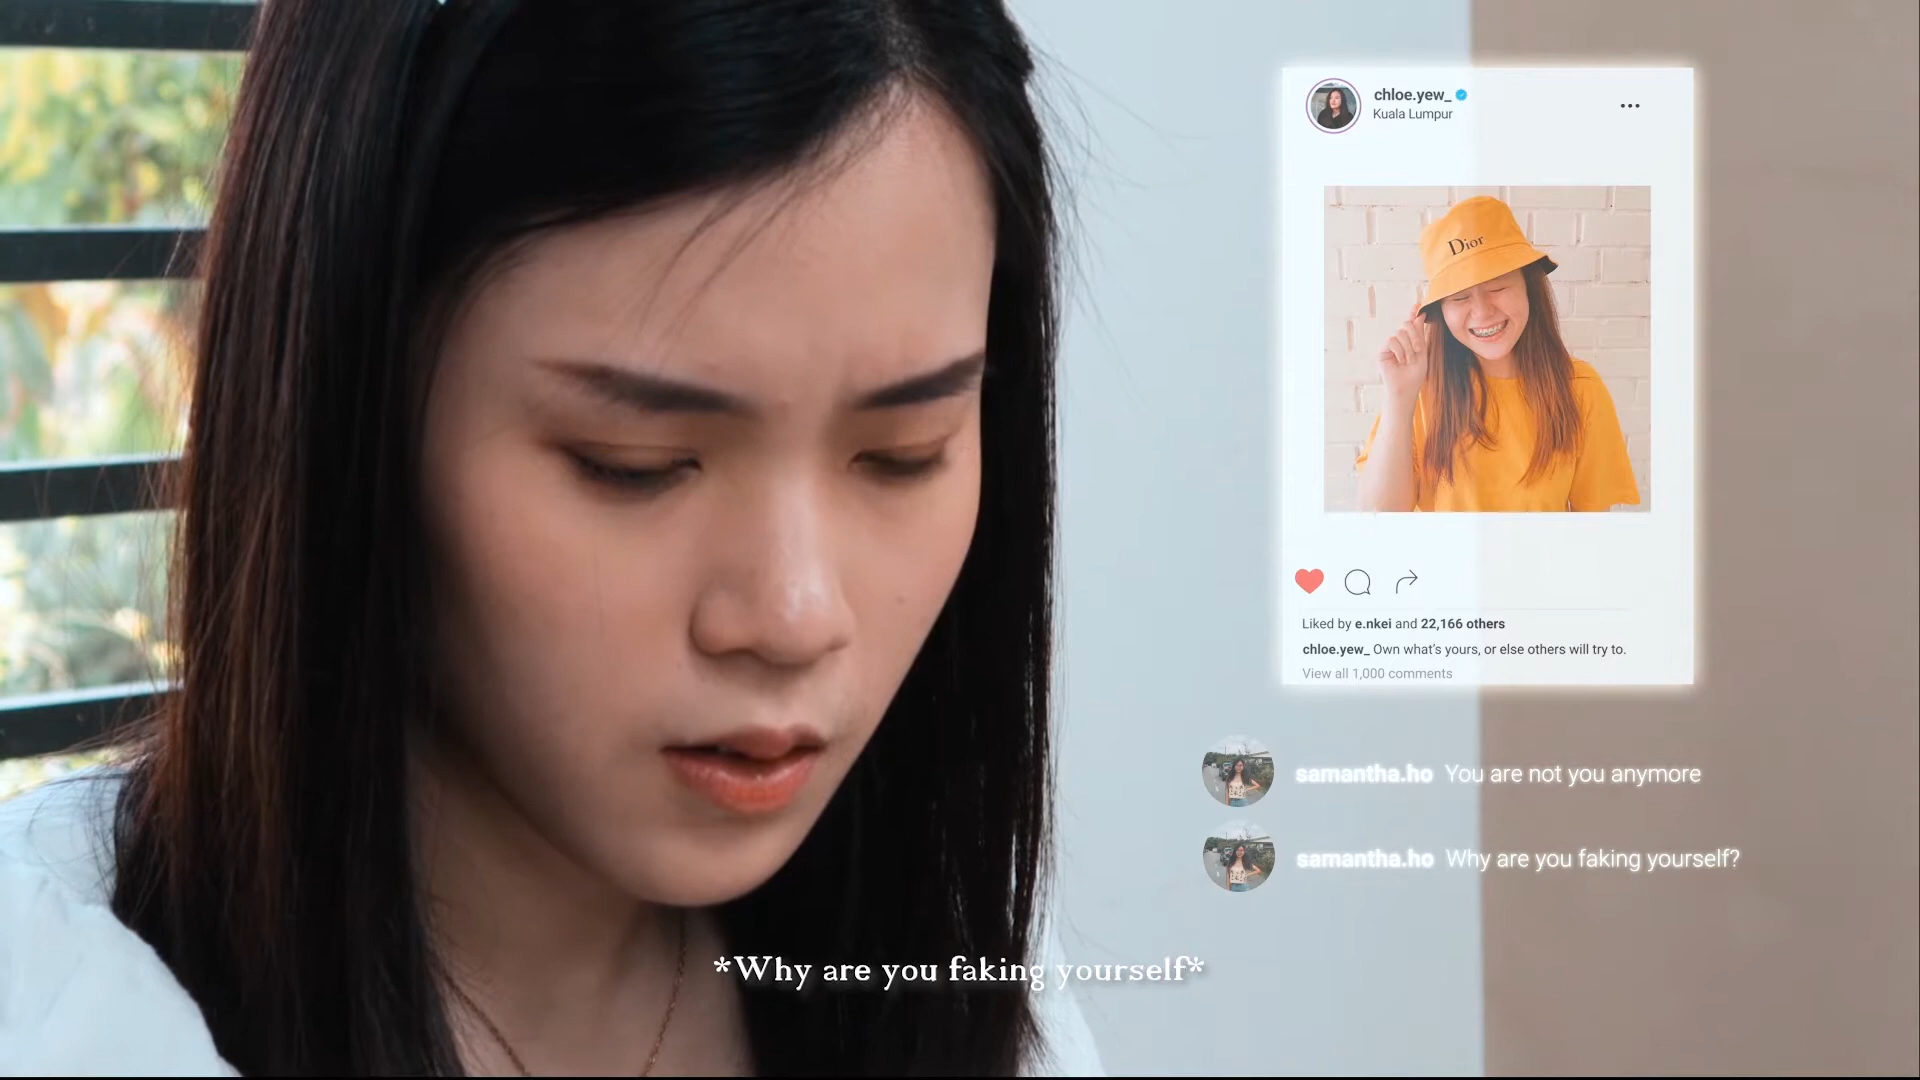 chloe.yew_
Kuala Lumpur
Dior
Liked by e.nkei and 22,166 others
chloe.yew_ Own what's yours, or else others will try to.
View all 1,000 comments
samantha.ho You are not you anymore
samantha.ho Why are you faking yourself?
*Why are you faking yourself*